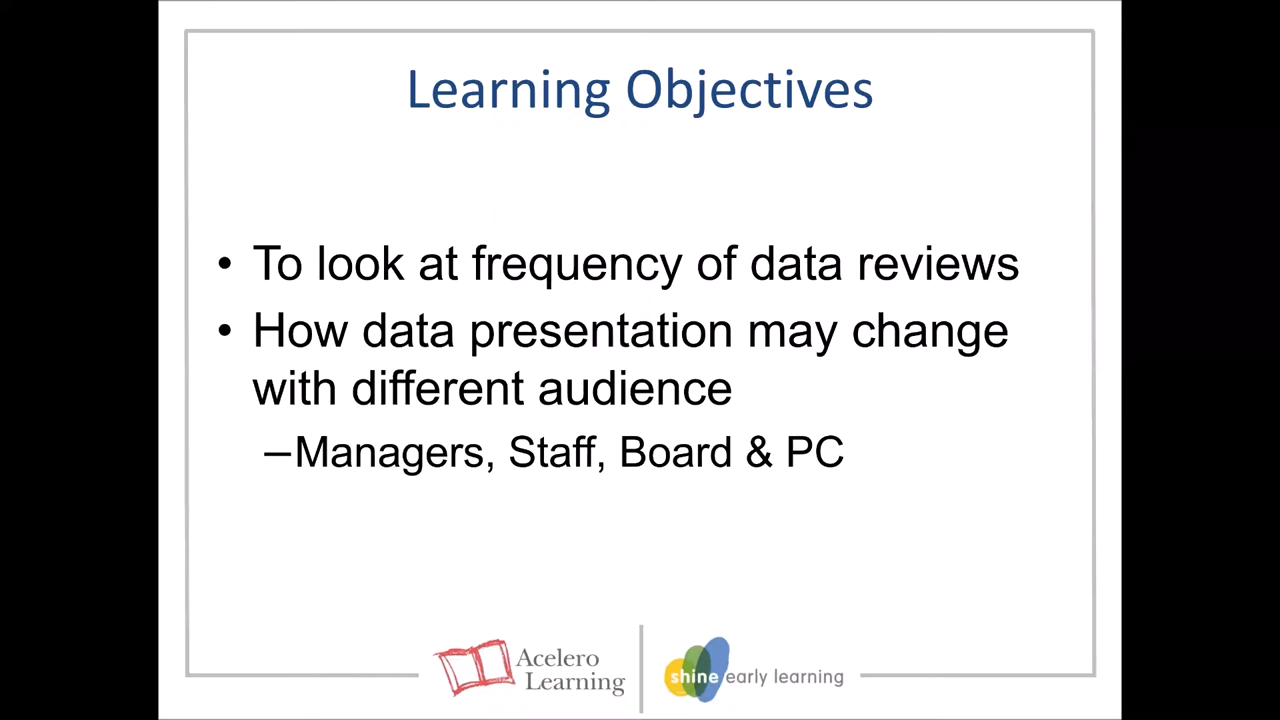 Learning Objectives
• To look at frequency of data reviews
• How data presentation may change
with different audience
–Managers, Staff, Board & PC
Acelero
Learning
shine early learning